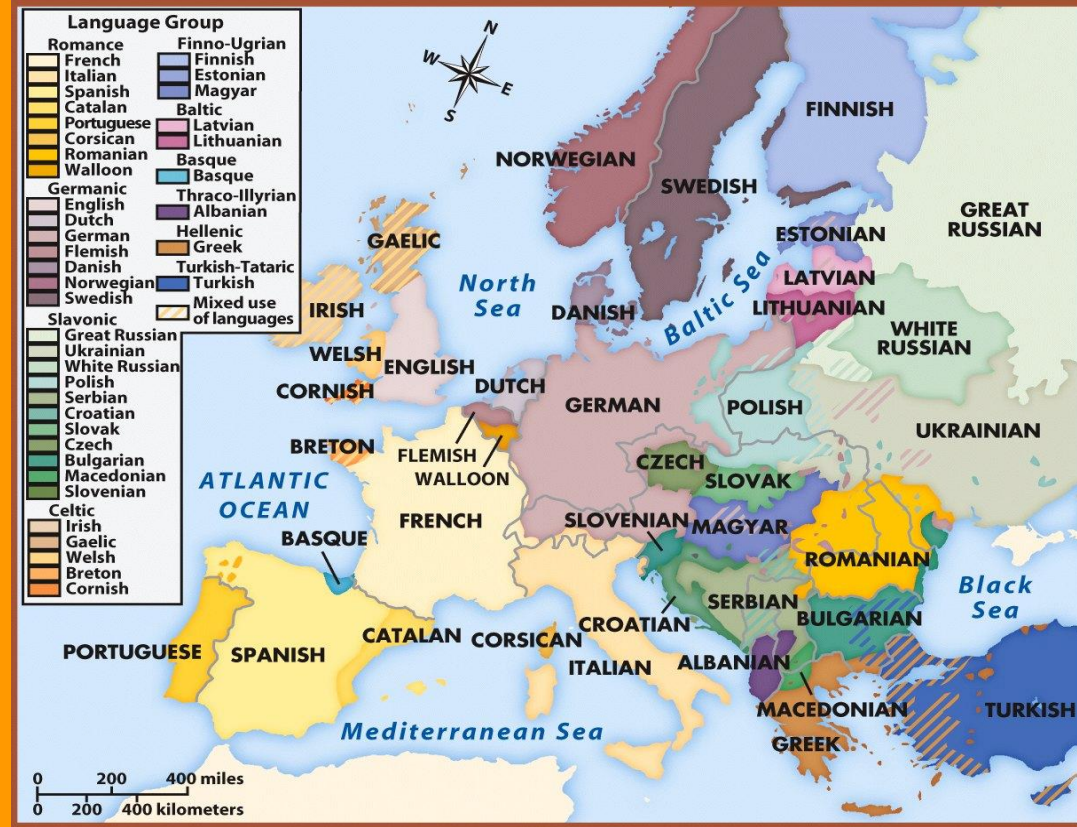 Language Group
Romance
French
Italian
Spanish
Catalan
Portuguese
Corsican
Romanian
Walloon
Germanic
English
Dutch
German
Flemish
Danish
Norwegian
Swedish
Slavonic
Great Russian
Ukrainian
White Russian
Polish
Serbian
Croatian
Slovak
Czech
Bulgarian
Macedonian
Slovenian
Celtic
Irish
Gaelic
Welsh
Breton
Cornish
Finno-Ugrian
Finnish
Estonian
Magyar
Baltic
Latvian
Lithuanian
Basque
Basque
Thraco-Illyrian
Albanian
Hellenic
Greek
Turkish-Tataric
Turkish
Mixed use
of languages
N
W
E
S
FINNISH
NORWEGIAN
SWEDISH
GREAT
RUSSIAN
GAELIC
ESTONIAN
North
Sea
Baltic Sea
LATVIAN
LITHUANIAN
IRISH
DANISH
WHITE
RUSSIAN
WELSH
ENGLISH
CORNISH
DUTCH
GERMAN
POLISH
UKRAINIAN
BRETON
FLEMISH
WALLOON
CZECH
SLOVAK
ATLANTIC
OCEAN
FRENCH
SLOVENIAN
MAGYAR
BASQUE
ROMANIAN
Black
Sea
SERBIAN
BULGARIAN
CROATIAN
PORTUGUESE
SPANISH
CATALAN
CORSICAN
ITALIAN
ALBANIAN
MACEDONIAN
TURKISH
Mediterranean Sea
GREEK
0 200 400 miles
0 200 400 kilometers